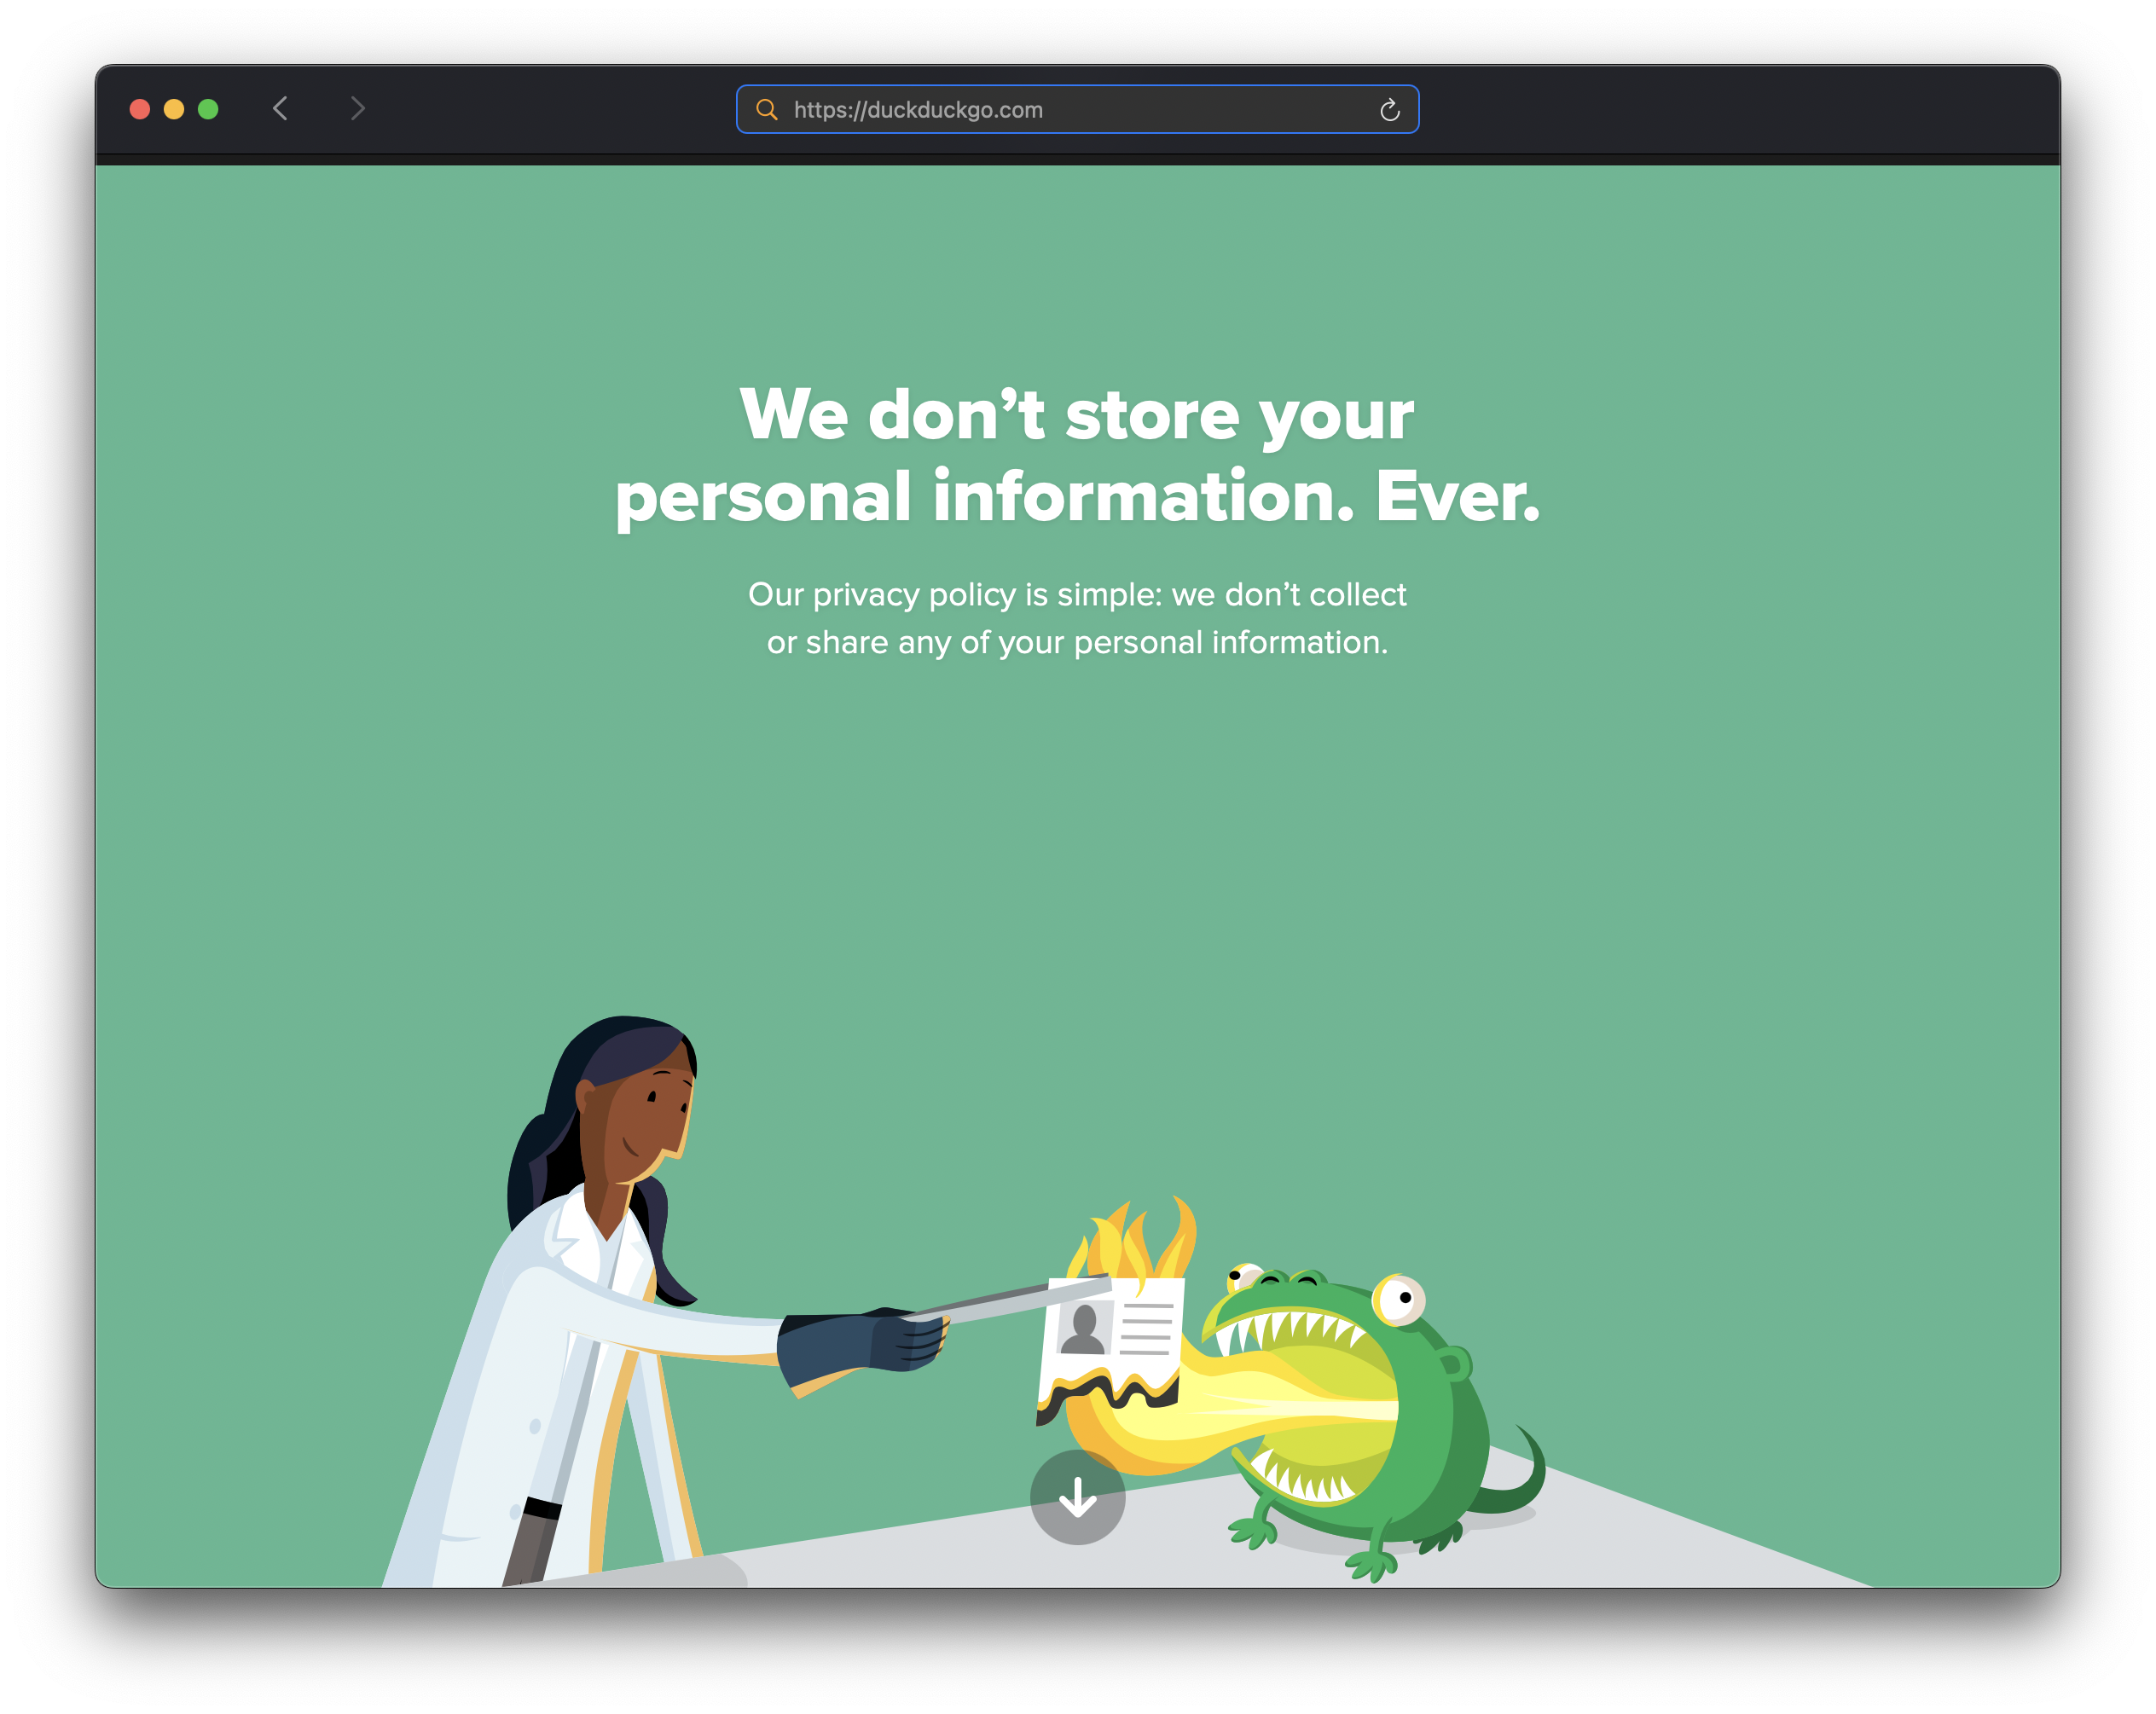 https://duckduckgo.com
We don’t store your
personal information. Ever.
Our privacy policy is simple: we don’t collect
or share any of your personal information.